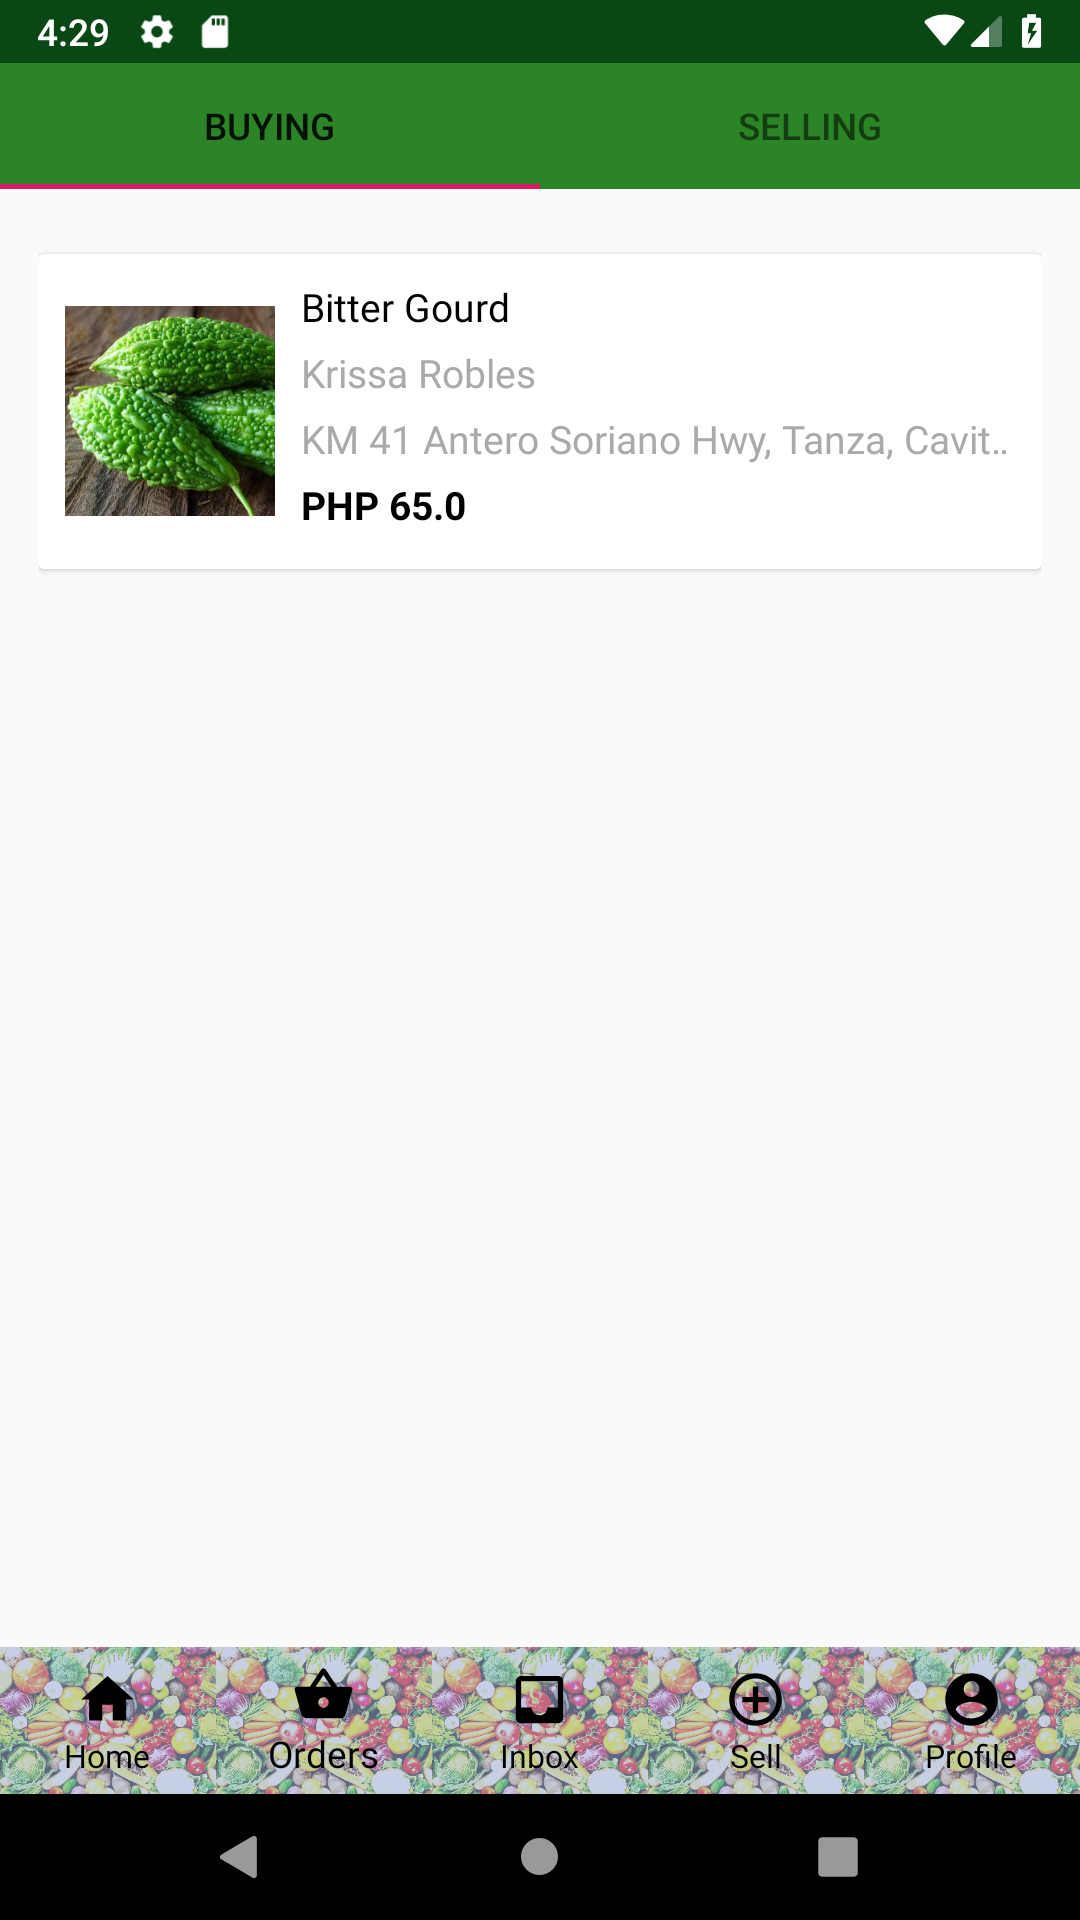 4:29
BUYING
SELLING
Bitter Gourd
Krissa Robles
KM 41 Antero Soriano Hwy, Tanza, Cavit..
PHP 65.0
Home
Orders
Inbox
Sell
Profile